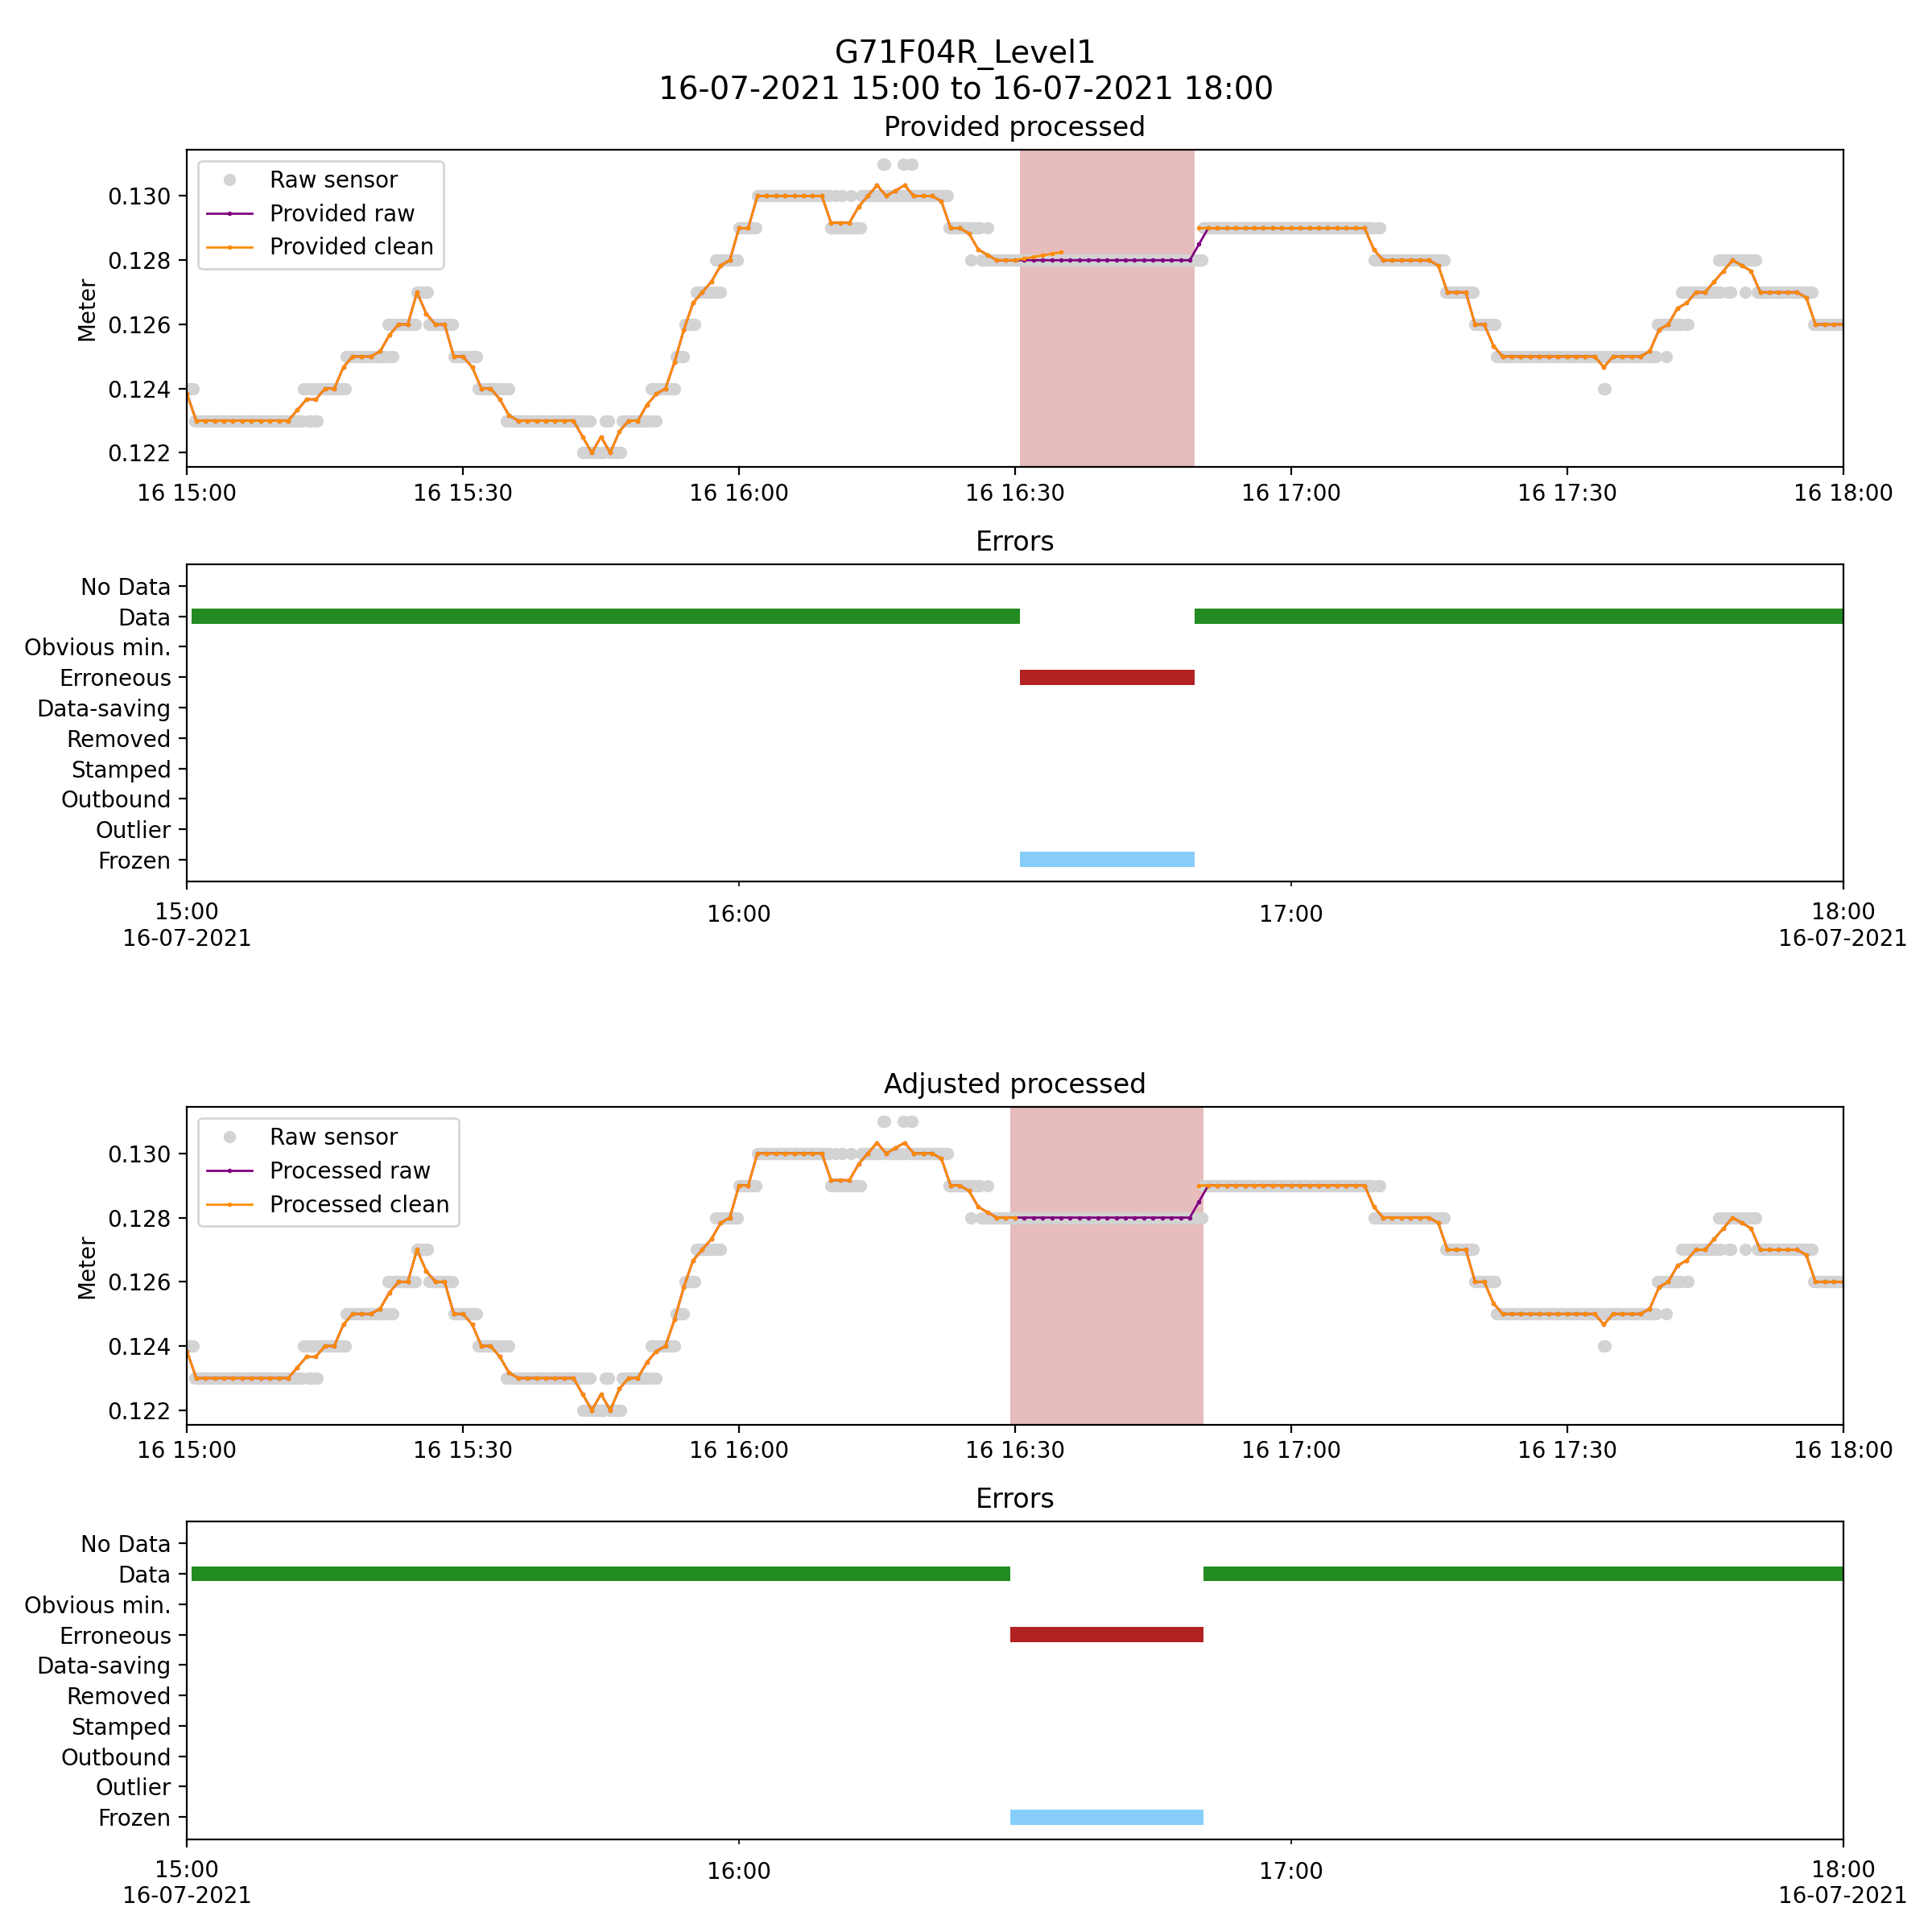 G71F04R_Level1
16-07-2021 15:00 to 16-07-2021 18:00
Provided processed
Raw sensor
Provided raw
Provided clean
Meter
0.130
0.128
0.126
0.124
0.122
16 15:00
16 15:30
16 16:00
16 16:30
16 17:00
16 17:30
16 18:00
Errors
No Data
Data
Obvious min.
Erroneous
Data-saving
Removed
Stamped
Outbound
Outlier
Frozen
15:00
16-07-2021
16:00
17:00
18:00
16-07-2021
Adjusted processed
Raw sensor
Processed raw
Processed clean
Meter
0.130
0.128
0.126
0.124
0.122
16 15:00
16 15:30
16 16:00
16 16:30
16 17:00
16 17:30
16 18:00
Errors
No Data
Data
Obvious min.
Erroneous
Data-saving
Removed
Stamped
Outbound
Outlier
Frozen
15:00
16-07-2021
16:00
17:00
18:00
16-07-2021